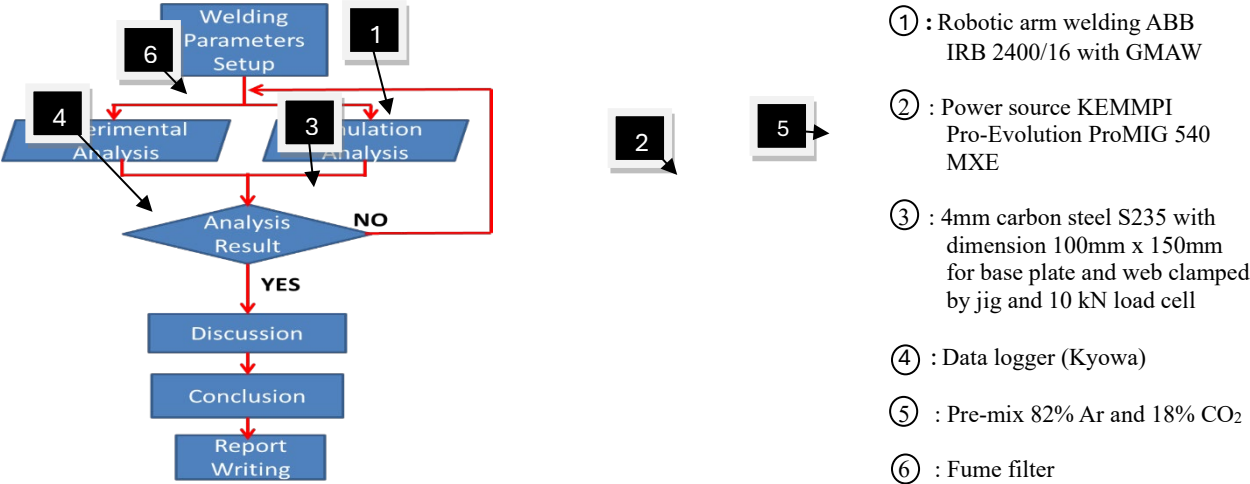 Welding
Parameters
Setup
6
1
4
erimental
Analysis
3
ulation
Analysis
2
5
Analysis
Result
NO
YES
Discussion
Conclusion
Report
Writing
1 : Robotic arm welding ABB
IRB 2400/16 with GMAW
2 : Power source KEMMPI
Pro-Evolution ProMIG 540
MXE
3 : 4mm carbon steel S235 with
dimension 100mm x 150mm
for base plate and web clamped
by jig and 10 kN load cell
4 : Data logger (Kyowa)
5 : Pre-mix 82% Ar and 18% CO₂
6 : Fume filter